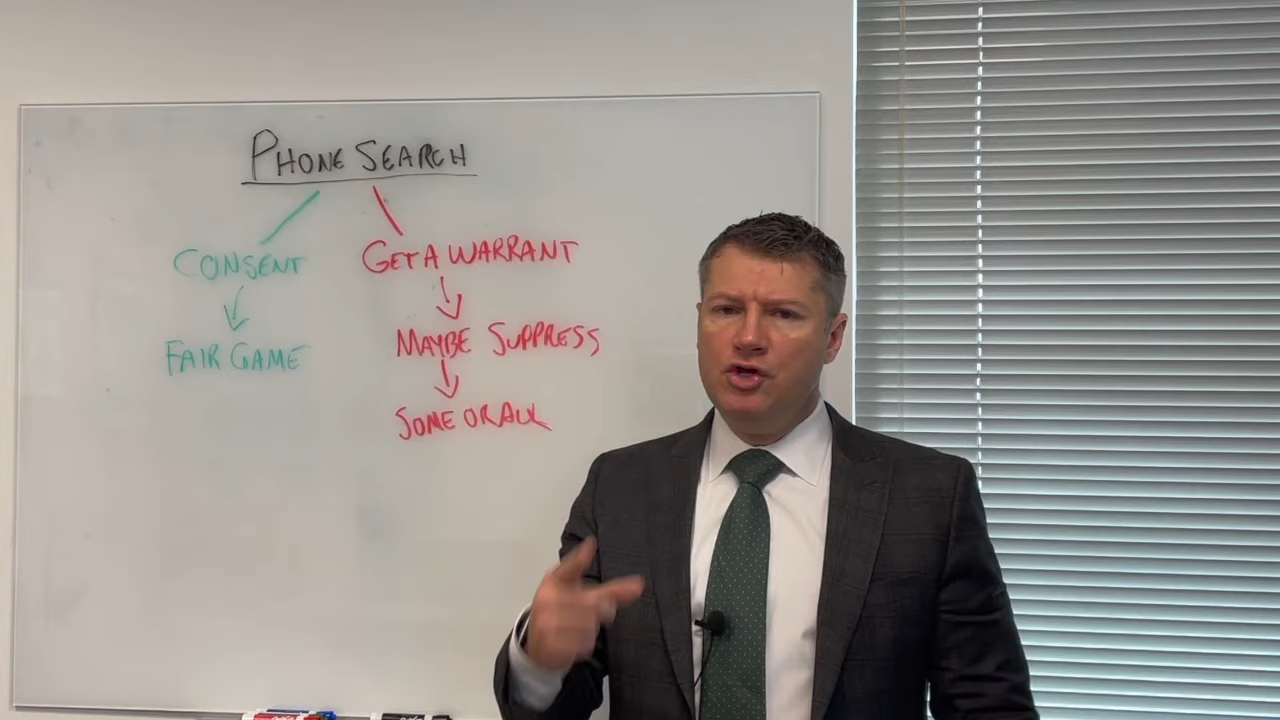 PHONE SEARCH
CONSENT
FAIR GAME
GET A WARRANT
MAYBE SUPPRESS
SOME OR ALL